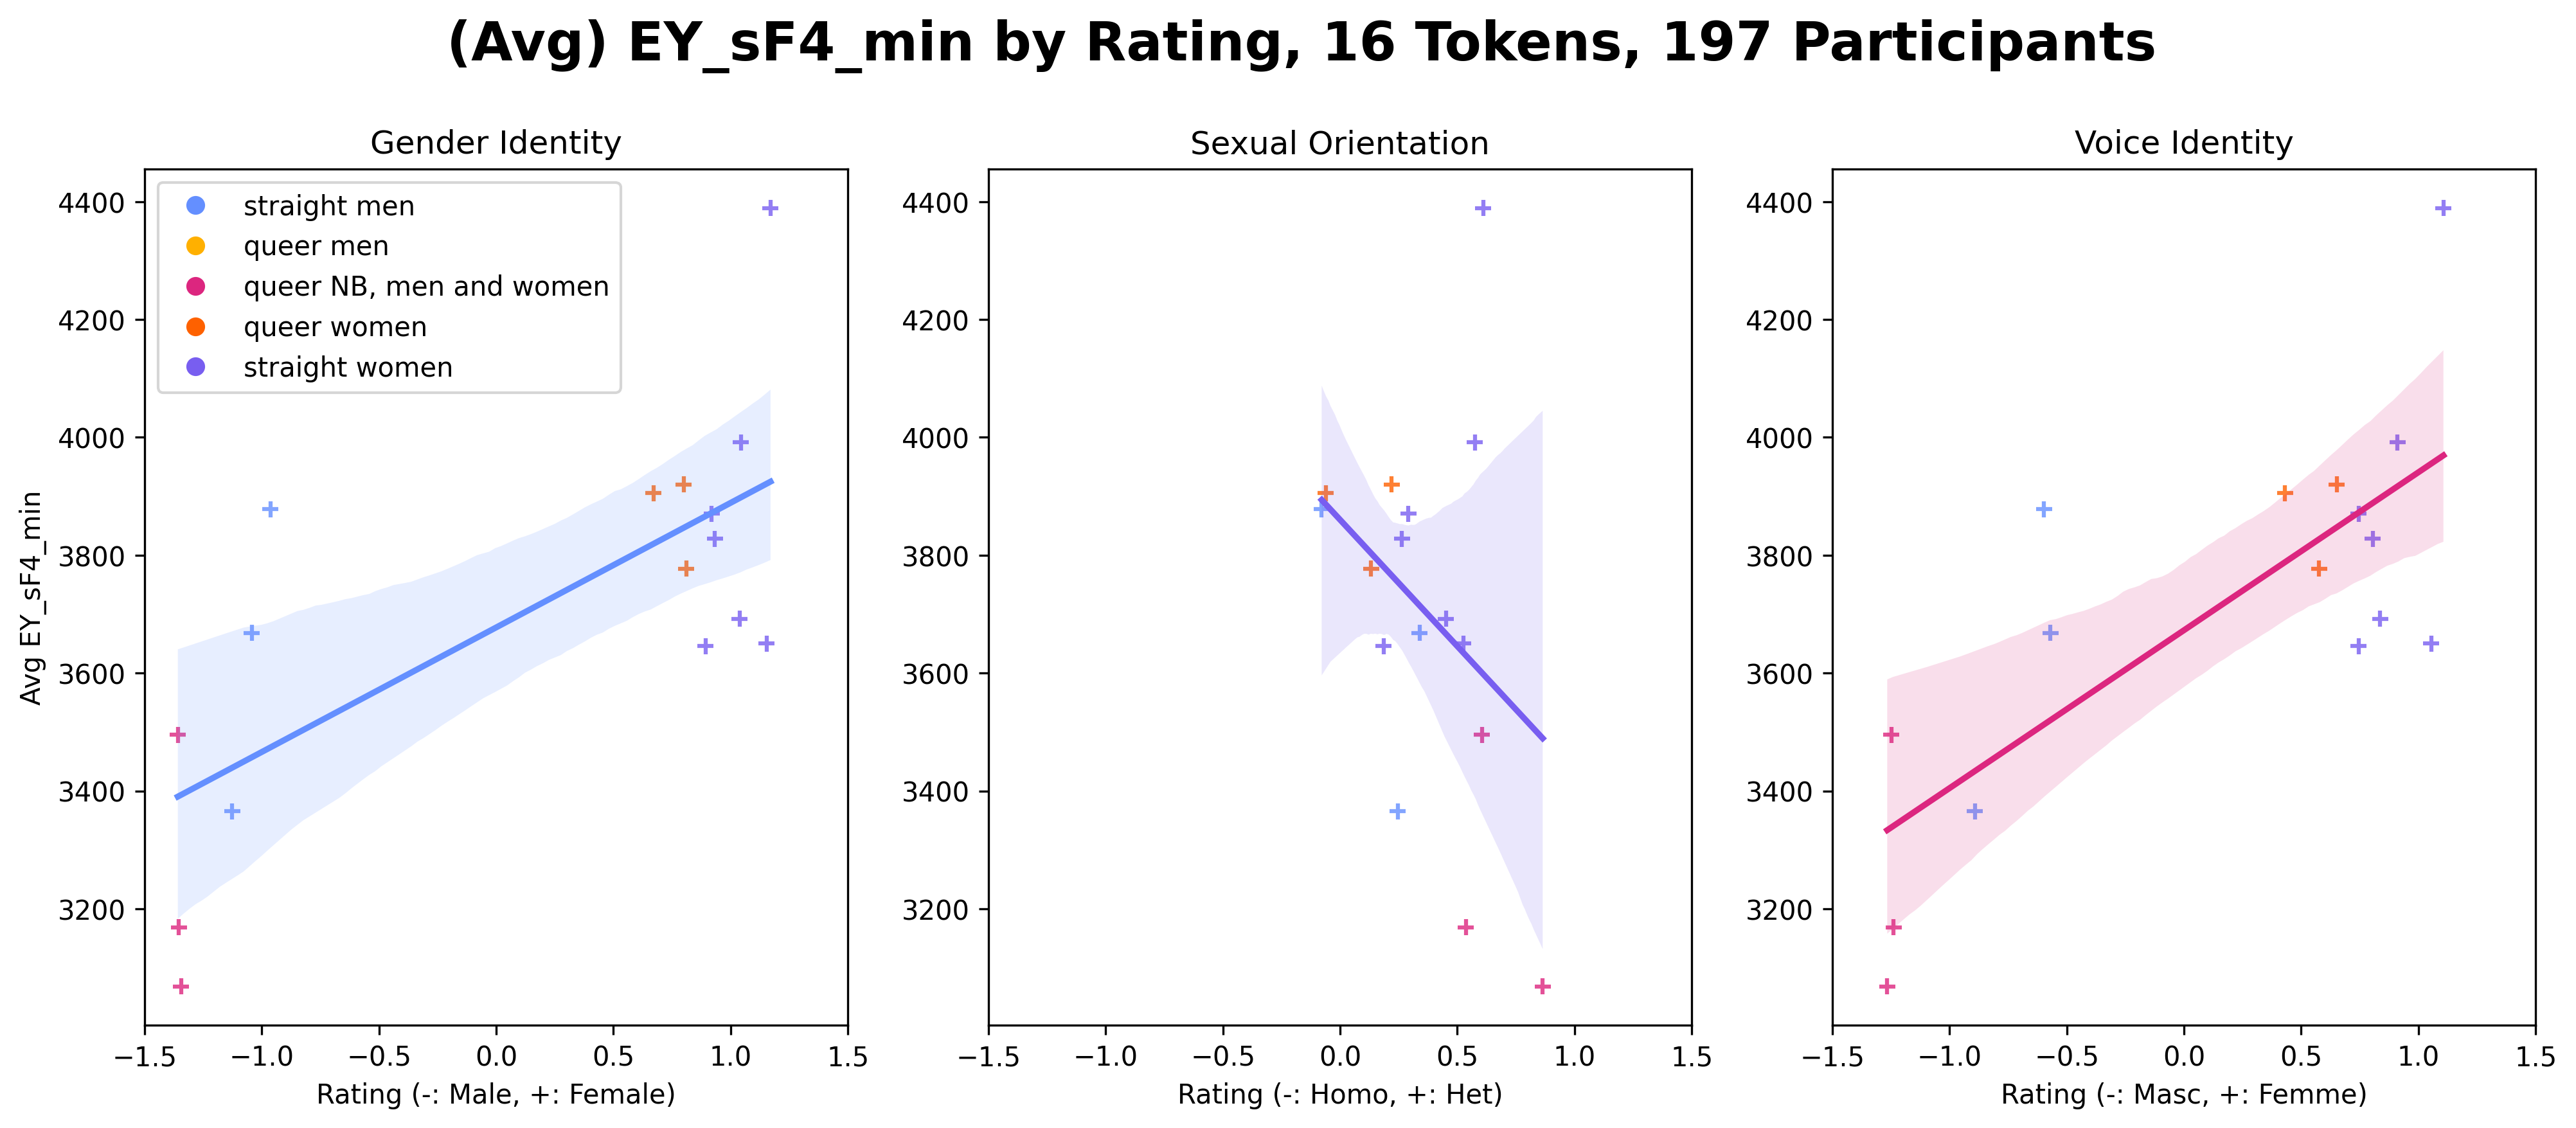 (Avg) EY_sF4_min by Rating, 16 Tokens, 197 Participants
Gender Identity
Sexual Orientation
Voice Identity
straight men
queer men
queer NB, men and women
queer women
straight women
Avg EY_sF4_min
4400
4200
4000
3800
3600
3400
3200
−1.5 −1.0 −0.5 0.0 0.5 1.0 1.5
Rating (-: Male, +: Female)
4400
4200
4000
3800
3600
3400
3200
−1.5 −1.0 −0.5 0.0 0.5 1.0 1.5
Rating (-: Homo, +: Het)
4400
4200
4000
3800
3600
3400
3200
−1.5 −1.0 −0.5 0.0 0.5 1.0 1.5
Rating (-: Masc, +: Femme)